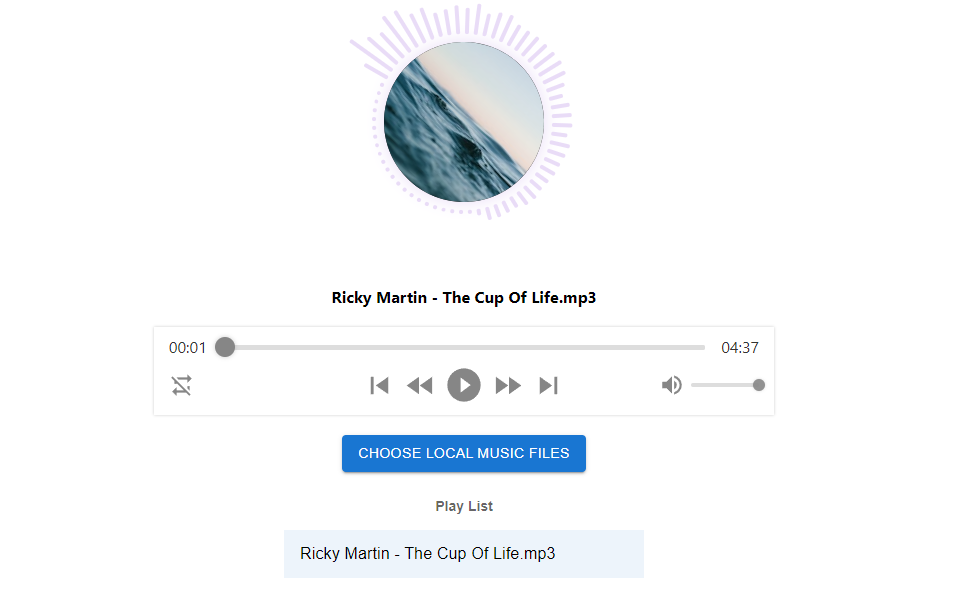 Ricky Martin - The Cup Of Life.mp3
00:01 04:37
CHOOSE LOCAL MUSIC FILES
Play List
Ricky Martin - The Cup Of Life.mp3